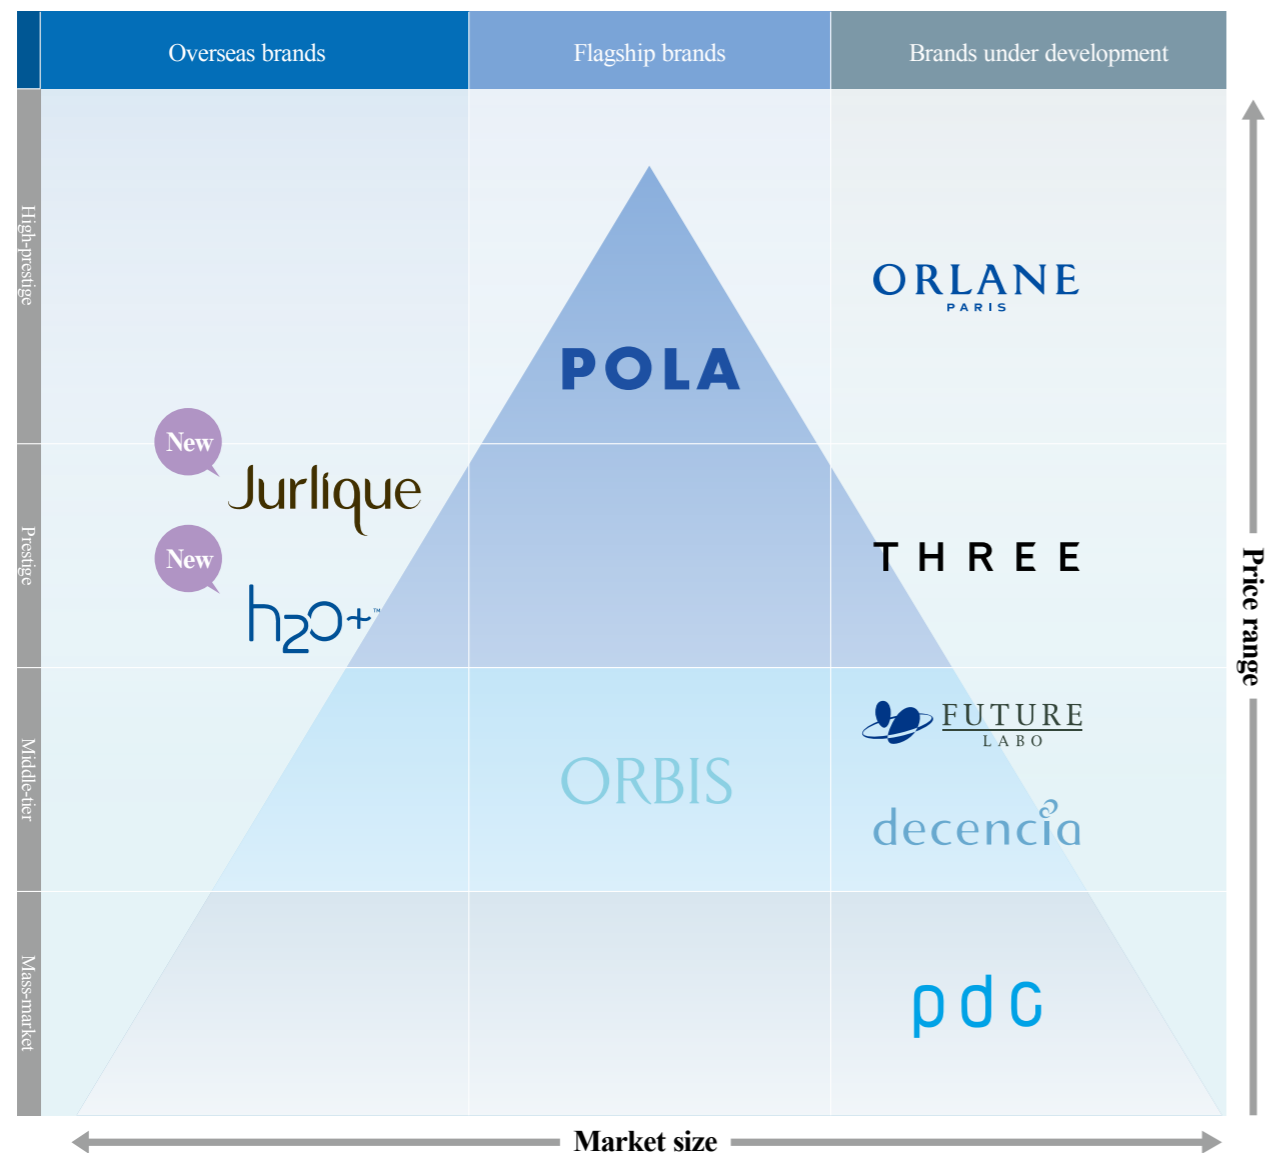 Overseas brands
Flagship brands
Brands under development
High-prestige
ORLANE
PARIS
POLA
New
Jurlique
Prestige
New
THREE
h2o+™
Price range
Middle-tier
FUTURE
LABO
ORBIS
decencia
Mass-market
pdc
Market size